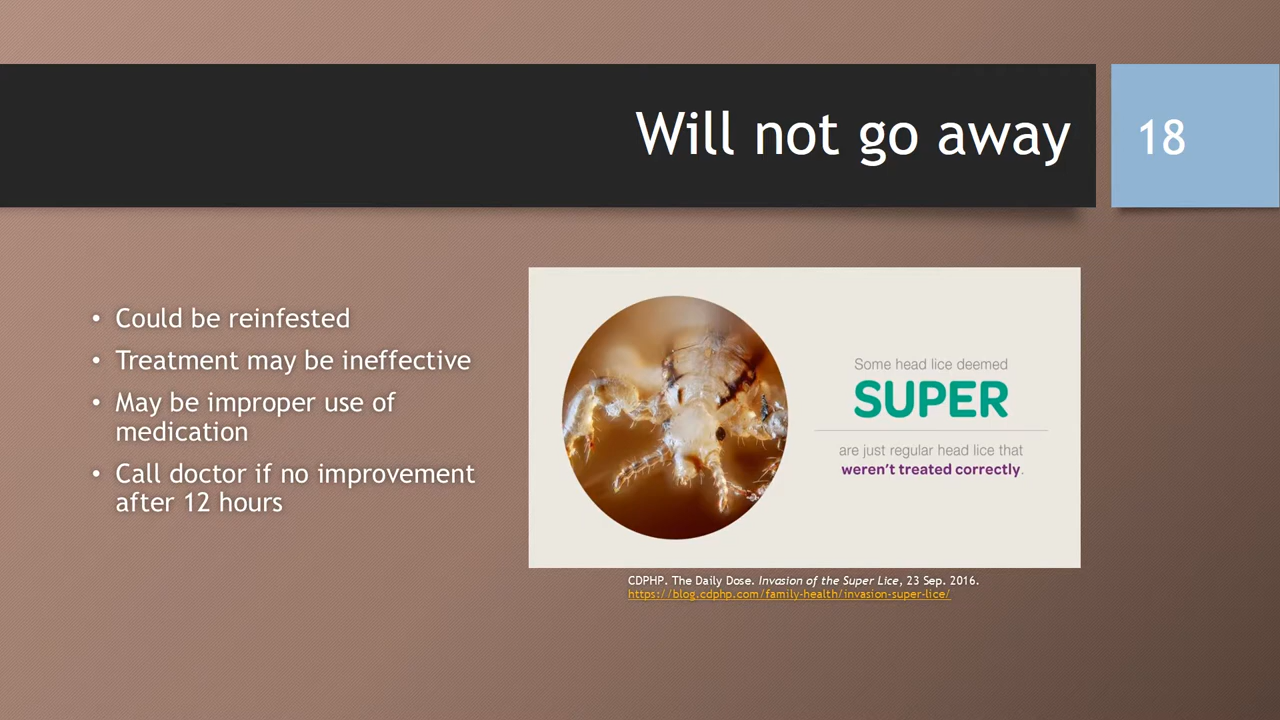 Will not go away
18
• Could be reinfested
• Treatment may be ineffective
• May be improper use of
medication
• Call doctor if no improvement
after 12 hours
Some head lice deemed
SUPER
are just regular head lice that
weren't treated correctly.
CDPHP. The Daily Dose. Invasion of the Super Lice, 23 Sep. 2016.
https://blog.cdphp.com/family-health/invasion-super-lice/